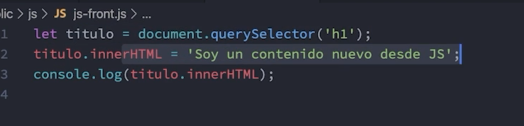 lic > js > JS js-front.js > ...
1 let titulo = document.querySelector('h1');
2 titulo.innerHTML = 'Soy un contenido nuevo desde JS';
3 console.log(titulo.innerHTML);
4